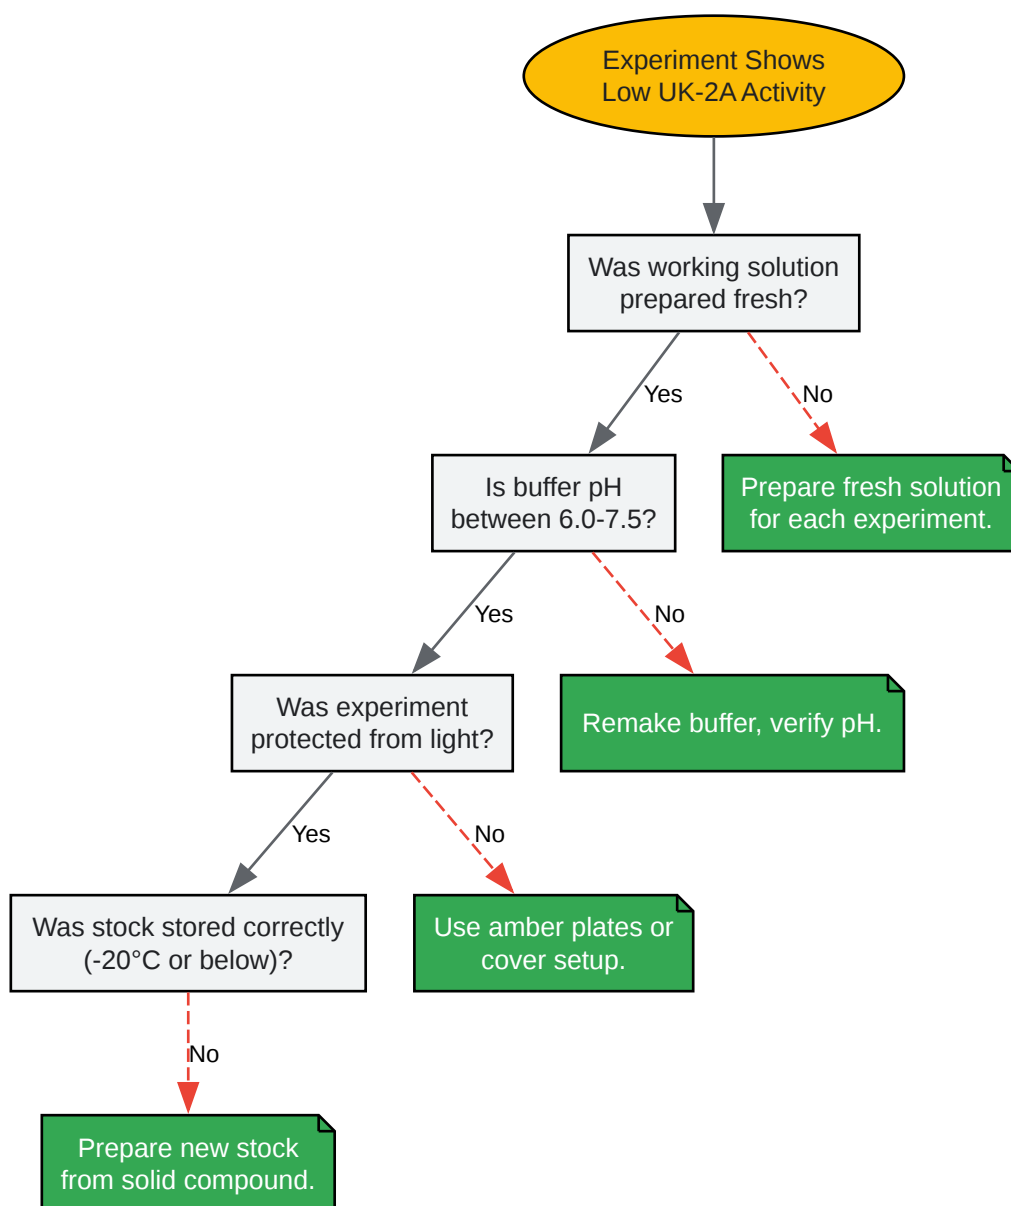 Experiment Shows
Low UK-2A Activity
Was working solution
prepared fresh?
Yes
No
Is buffer pH
between 6.0-7.5?
Prepare fresh solution
for each experiment.
Yes
No
Was experiment
protected from light?
Remake buffer, verify pH.
Yes
No
Was stock stored correctly
(-20°C or below)?
Use amber plates or
cover setup.
No
Prepare new stock
from solid compound.